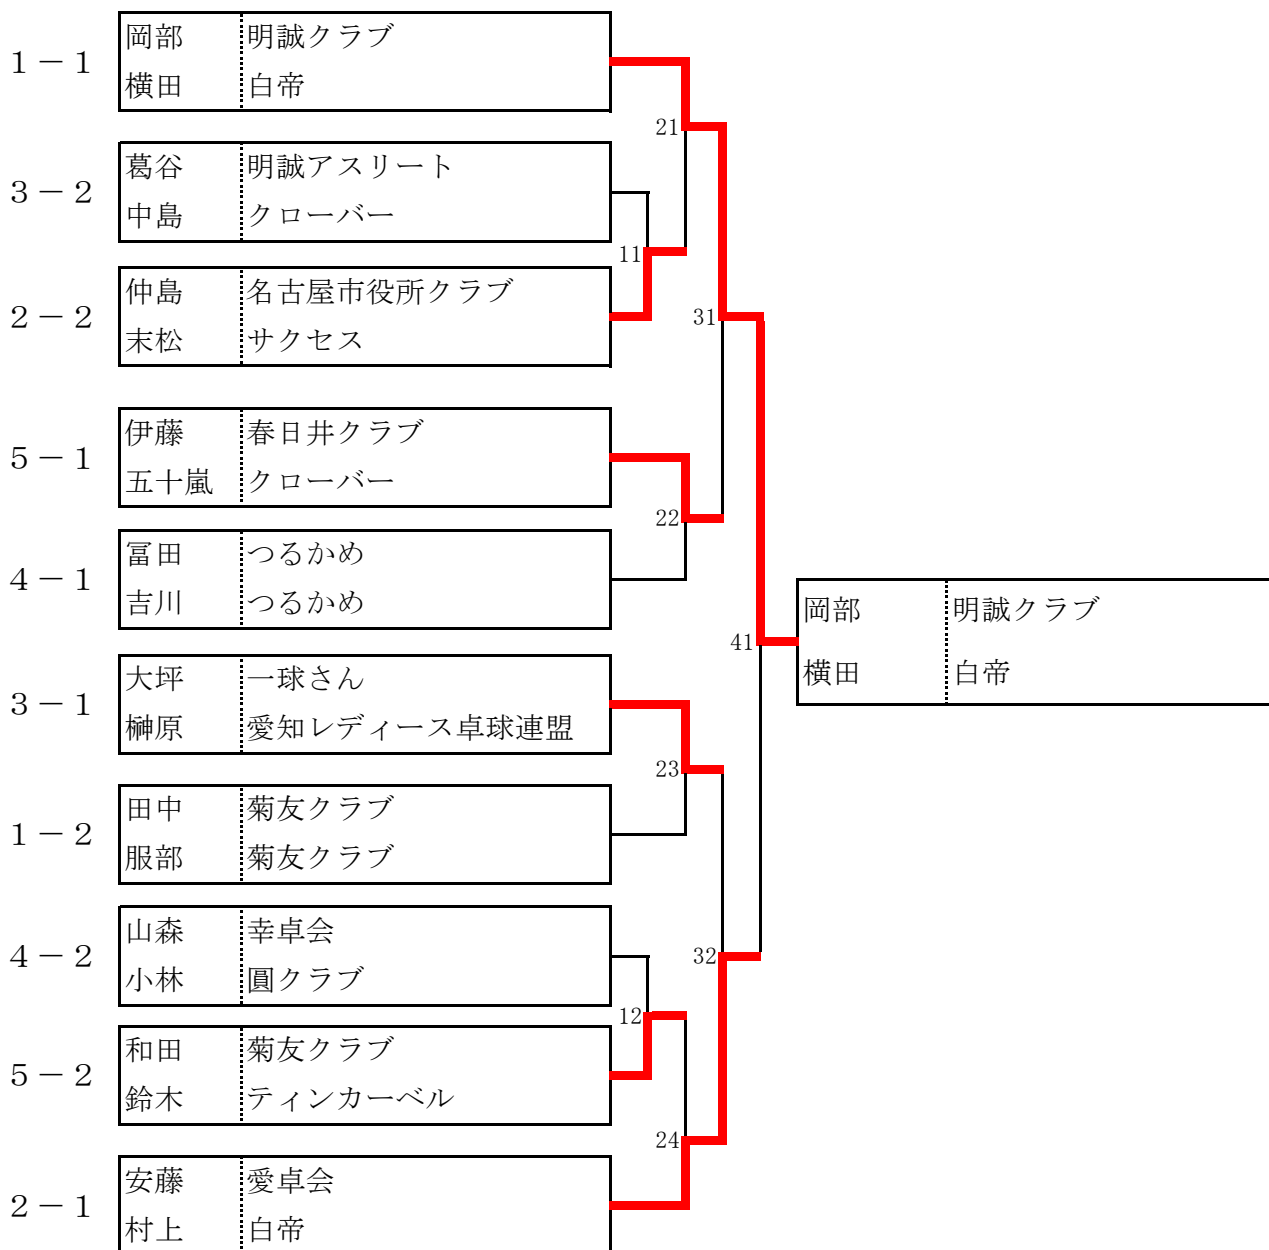 1－1
岡部 明誠クラブ
横田 白帝
21
3－2
葛谷 明誠アスリート
中島 クローバー
11
2－2
仲島 名古屋市役所クラブ
末松 サクセス
31
5－1
伊藤 春日井クラブ
五十嵐 クローバー
22
4－1
冨田 つるかめ
吉川 つるかめ
41
岡部 明誠クラブ
横田 白帝
3－1
大坪 一球さん
榊原 愛知レディース卓球連盟
23
1－2
田中 菊友クラブ
服部 菊友クラブ
4－2
山森 幸卓会
小林 圓クラブ
32
12
5－2
和田 菊友クラブ
鈴木 ティンカーベル
24
2－1
安藤 愛卓会
村上 白帝